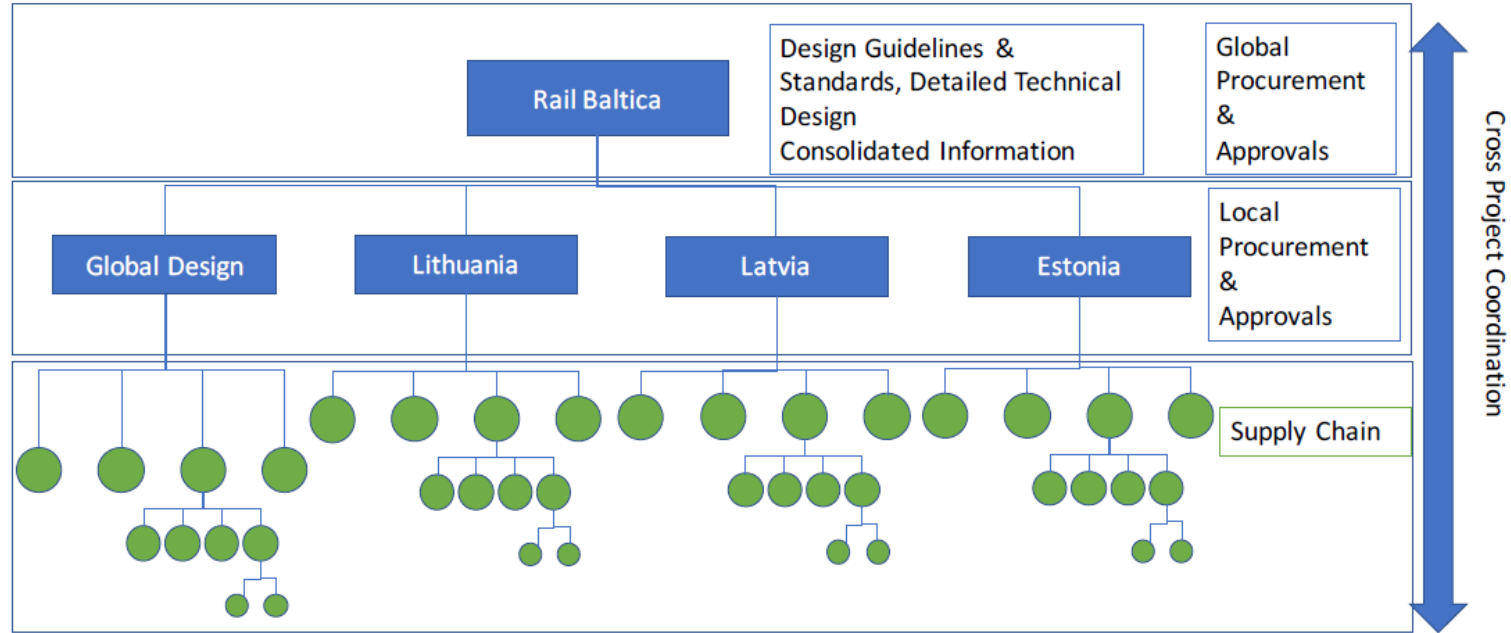 Rail Baltica
Design Guidelines &
Standards, Detailed Technical
Design
Consolidated Information
Global
Procurement
&
Approvals
Cross Project Coordination
Global Design
Lithuania
Latvia
Estonia
Local
Procurement
&
Approvals
Supply Chain